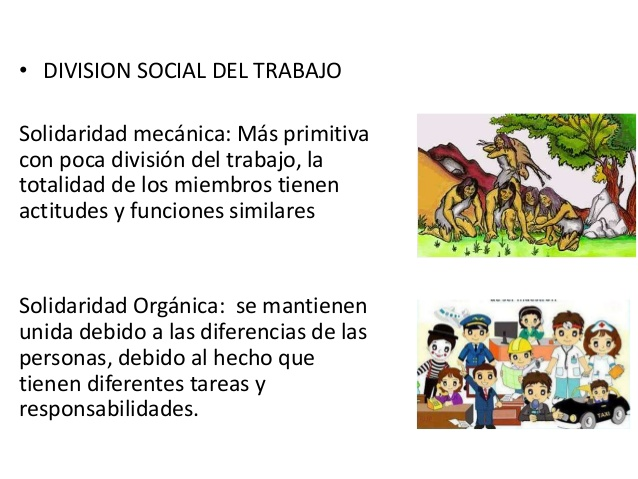 • DIVISION SOCIAL DEL TRABAJO
Solidaridad mecánica: Más primitiva
con poca división del trabajo, la
totalidad de los miembros tienen
actitudes y funciones similares
Solidaridad Orgánica:  se mantienen
unida debido a las diferencias de las
personas, debido al hecho que
tienen diferentes tareas y
responsabilidades.
TAXI